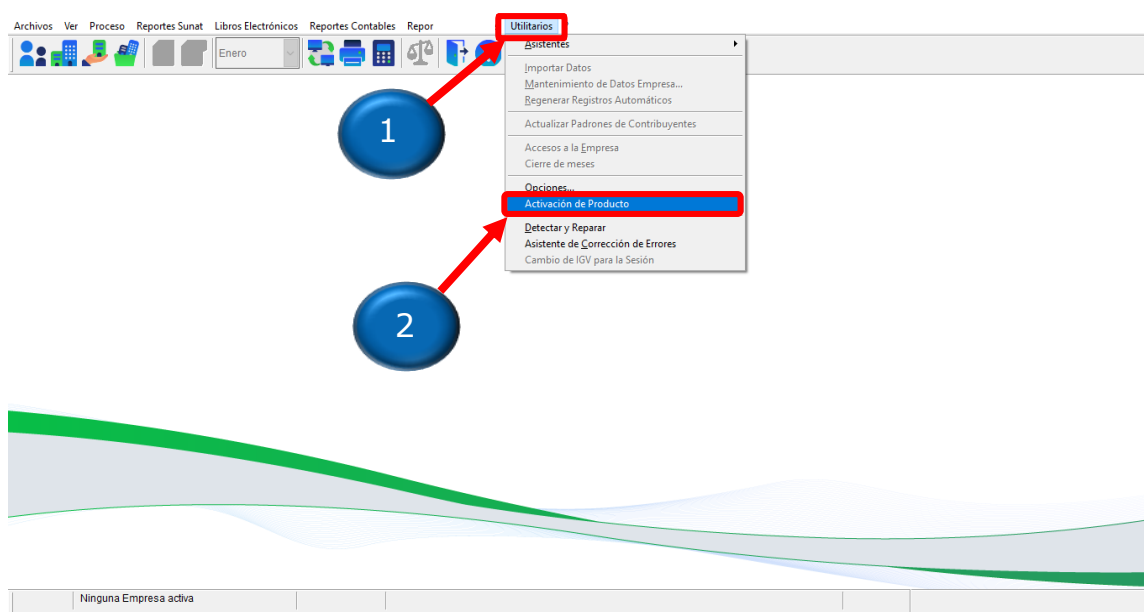 Archivos Ver Proceso Reportes Sunat Libros Electrónicos Reportes Contables Repor Utilitarios
Enero
Asistentes
Importar Datos
Mantenimiento de Datos Empresa...
Regenerar Registros Automáticos
Actualizar Padrones de Contribuyentes
Accesos a la Empresa
Cierre de meses
Opciones...
Activación de Producto
Detectar y Reparar
Asistente de Corrección de Errores
Cambio de IGV para la Sesión
1
2
Ninguna Empresa activa